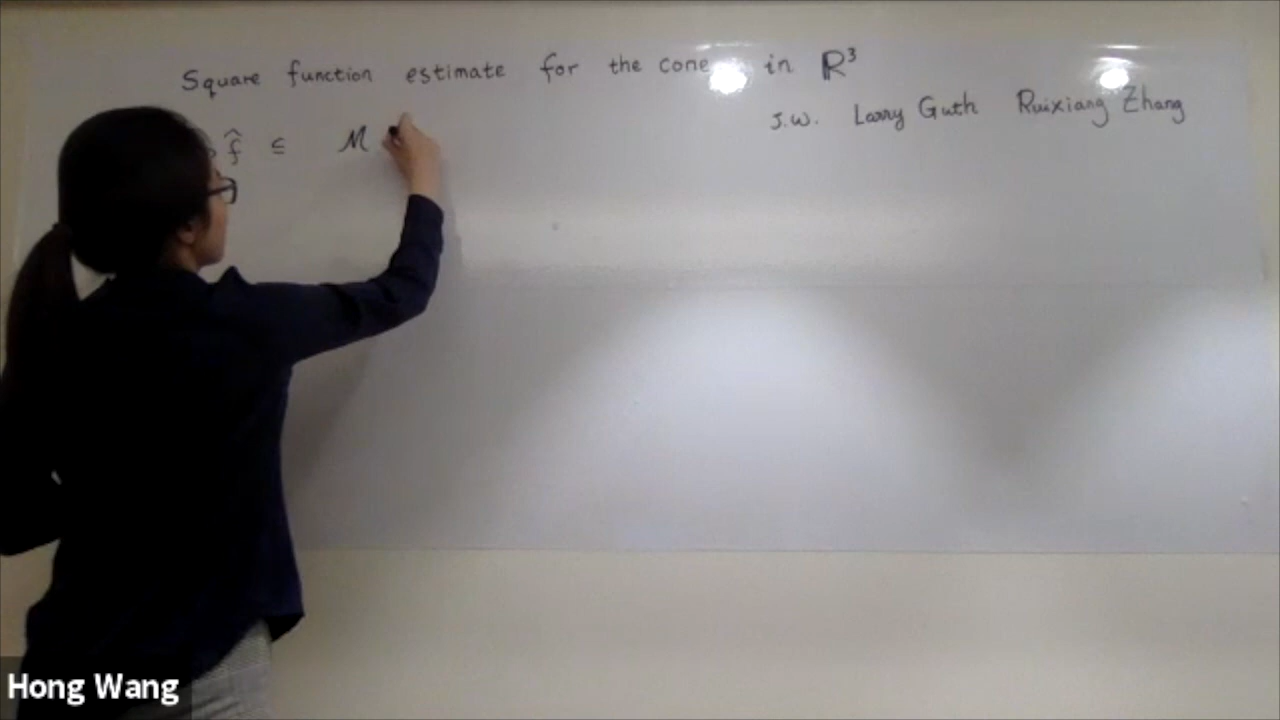 Square function estimate for the cone in ℝ³
J.W. Larry Guth Ruixiang Zhang
f̂ ⊆ M
Hong Wang